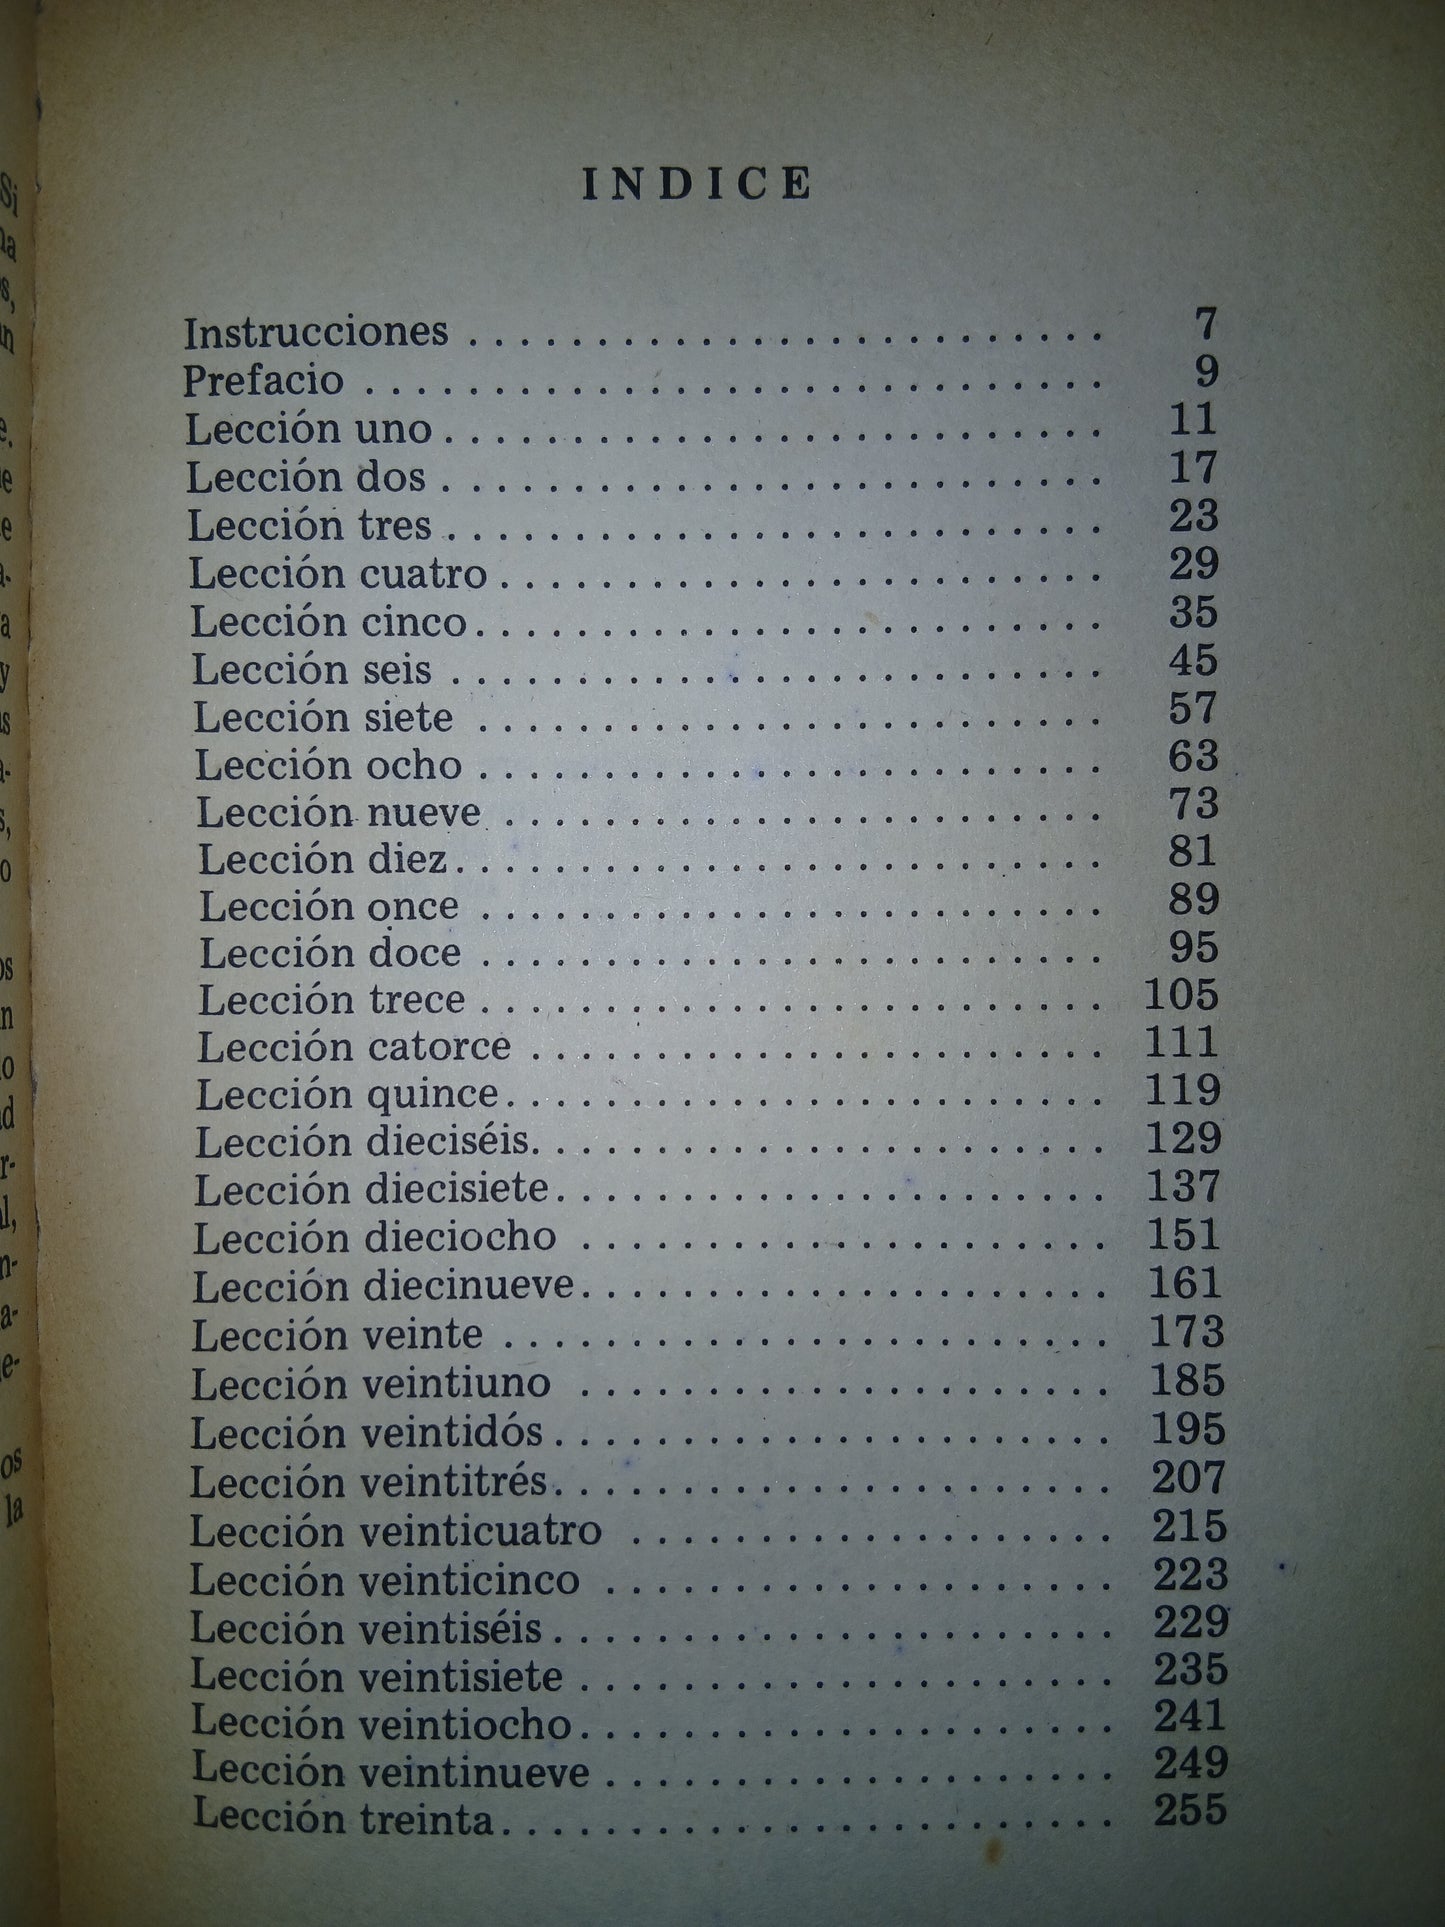 INDICE
Instrucciones . . . . . . . . . . . . . . . . . . . . . . . . . 7
Prefacio . . . . . . . . . . . . . . . . . . . . . . . . . . . . . 9
Lección uno . . . . . . . . . . . . . . . . . . . . . . . . . . 11
Lección dos . . . . . . . . . . . . . . . . . . . . . . . . . . 17
Lección tres . . . . . . . . . . . . . . . . . . . . . . . . . . 23
Lección cuatro . . . . . . . . . . . . . . . . . . . . . . . . 29
Lección cinco . . . . . . . . . . . . . . . . . . . . . . . . . 35
Lección seis . . . . . . . . . . . . . . . . . . . . . . . . . . 45
Lección siete . . . . . . . . . . . . . . . . . . . . . . . . . 57
Lección ocho . . . . . . . . . . . . . . . . . . . . . . . . . 63
Lección nueve . . . . . . . . . . . . . . . . . . . . . . . . 73
Lección diez . . . . . . . . . . . . . . . . . . . . . . . . . . 81
Lección once . . . . . . . . . . . . . . . . . . . . . . . . . 89
Lección doce . . . . . . . . . . . . . . . . . . . . . . . . . 95
Lección trece . . . . . . . . . . . . . . . . . . . . . . . . . 105
Lección catorce . . . . . . . . . . . . . . . . . . . . . . . 111
Lección quince . . . . . . . . . . . . . . . . . . . . . . . . 119
Lección dieciséis . . . . . . . . . . . . . . . . . . . . . . . 129
Lección diecisiete . . . . . . . . . . . . . . . . . . . . . . 137
Lección dieciocho . . . . . . . . . . . . . . . . . . . . . 151
Lección diecinueve . . . . . . . . . . . . . . . . . . . . . 161
Lección veinte . . . . . . . . . . . . . . . . . . . . . . . . 173
Lección veintiuno . . . . . . . . . . . . . . . . . . . . . 185
Lección veintidós . . . . . . . . . . . . . . . . . . . . . . 195
Lección veintitrés . . . . . . . . . . . . . . . . . . . . . . 207
Lección veinticuatro . . . . . . . . . . . . . . . . . . . 215
Lección veinticinco . . . . . . . . . . . . . . . . . . . . 223
Lección veintiséis . . . . . . . . . . . . . . . . . . . . . . 229
Lección veintisiete . . . . . . . . . . . . . . . . . . . . . 235
Lección veintiocho . . . . . . . . . . . . . . . . . . . . . 241
Lección veintinueve . . . . . . . . . . . . . . . . . . . . 249
Lección treinta . . . . . . . . . . . . . . . . . . . . . . . . 255